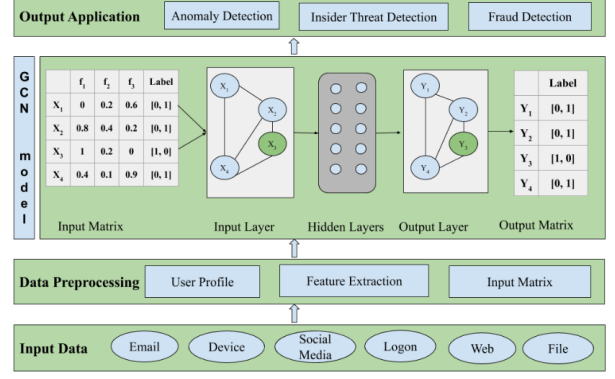 Output Application
Anomaly Detection
Insider Threat Detection
Fraud Detection
GCN model
f1 f2 f3 Label
X1 0 0.2 0.6 [0, 1]
X2 0.8 0.4 0.2 [0, 1]
X3 1 0.2 0 [1, 0]
X4 0.4 0.1 0.9 [0, 1]
Input Matrix
X1
X2
X3
X4
Input Layer
Hidden Layers
Y1
Y2
Y3
Y4
Output Layer
Label
Y1 [0, 1]
Y2 [0, 1]
Y3 [1, 0]
Y4 [0, 1]
Output Matrix
Data Preprocessing
User Profile
Feature Extraction
Input Matrix
Input Data
Email
Device
Social
Media
Logon
Web
File